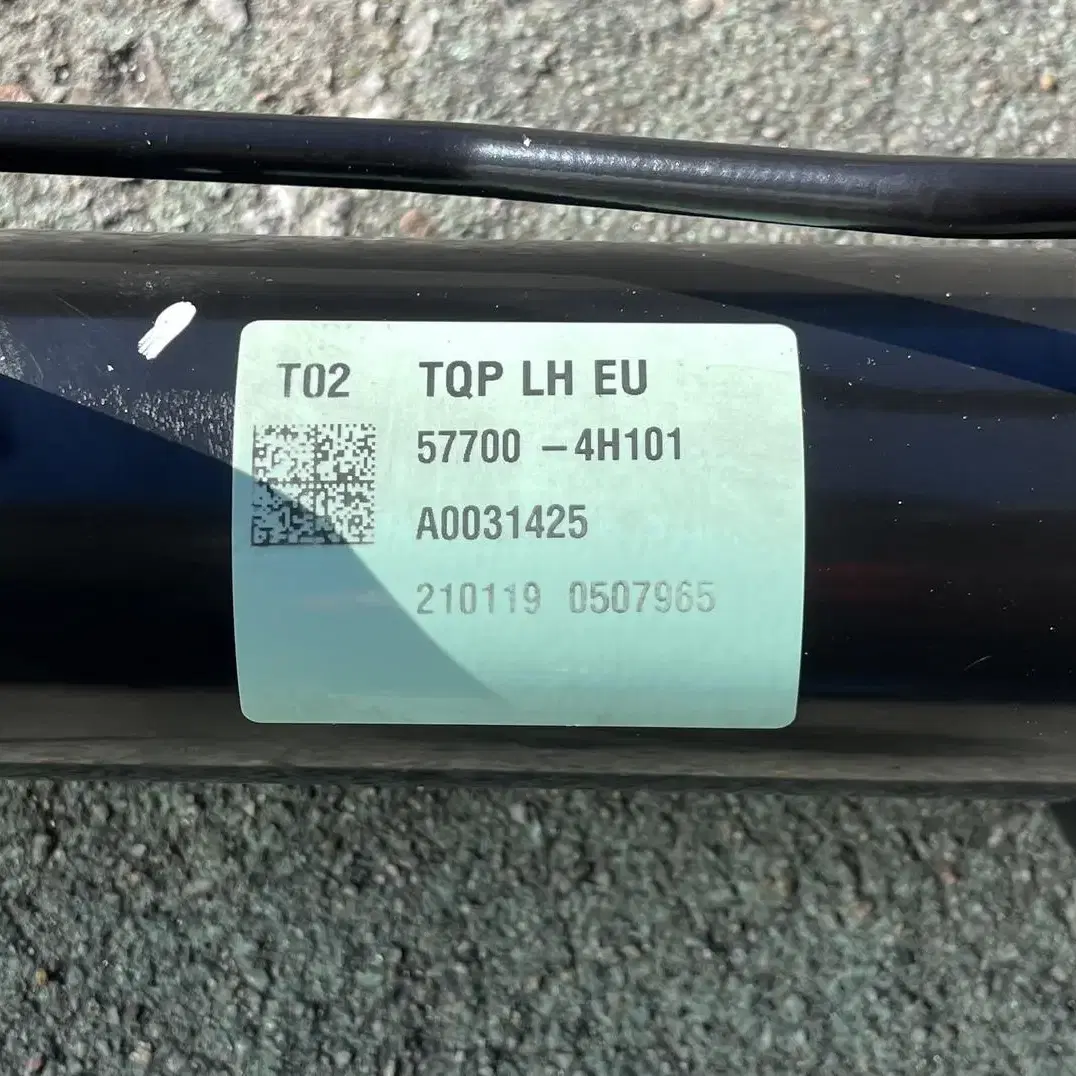 T02 TQP LH EU
57700 -4H101
A0031425
210119 0507965